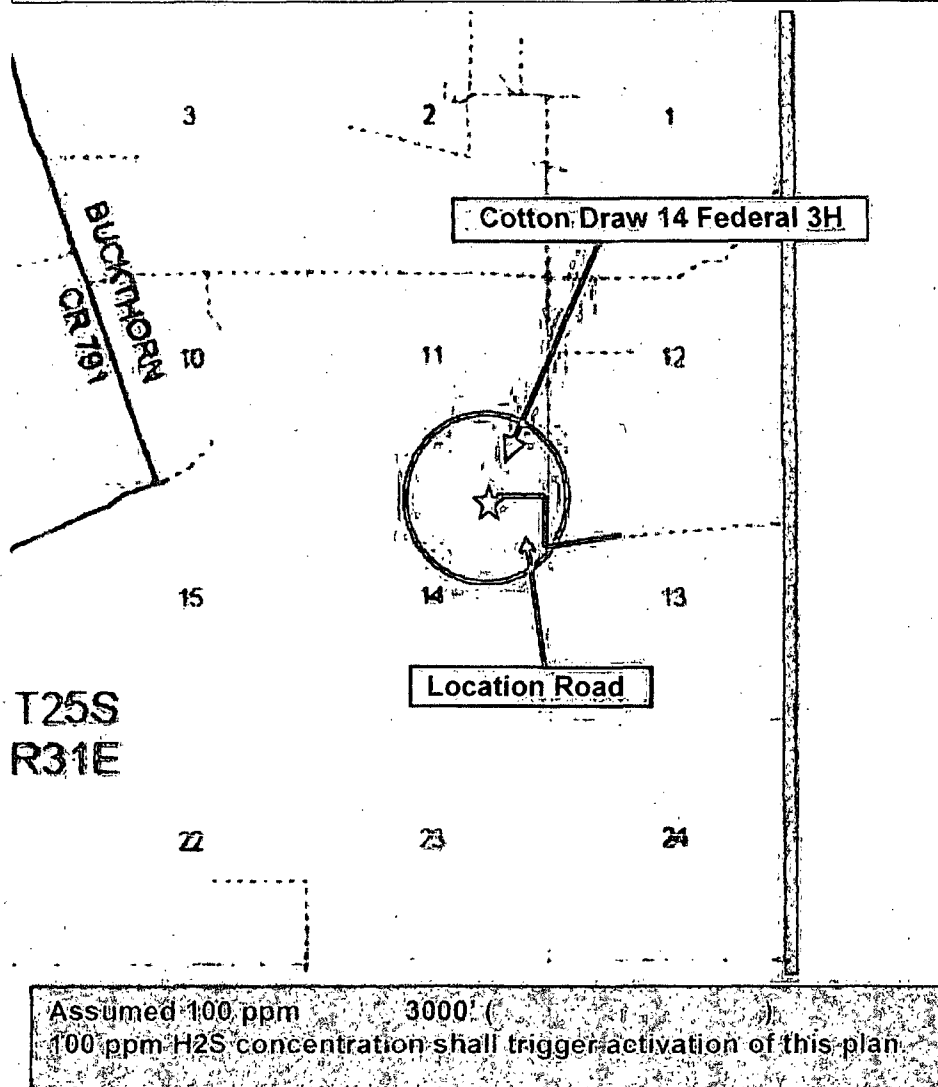 3 2 1
Cotton Draw 14 Federal 3H
BUCKTHORN
CR 791
10 11 12
15 14 13
Location Road
T25S
R31E
22 23 24
Assumed 100 ppm 3000' ( )
100 ppm H2S concentration shall trigger activation of this plan